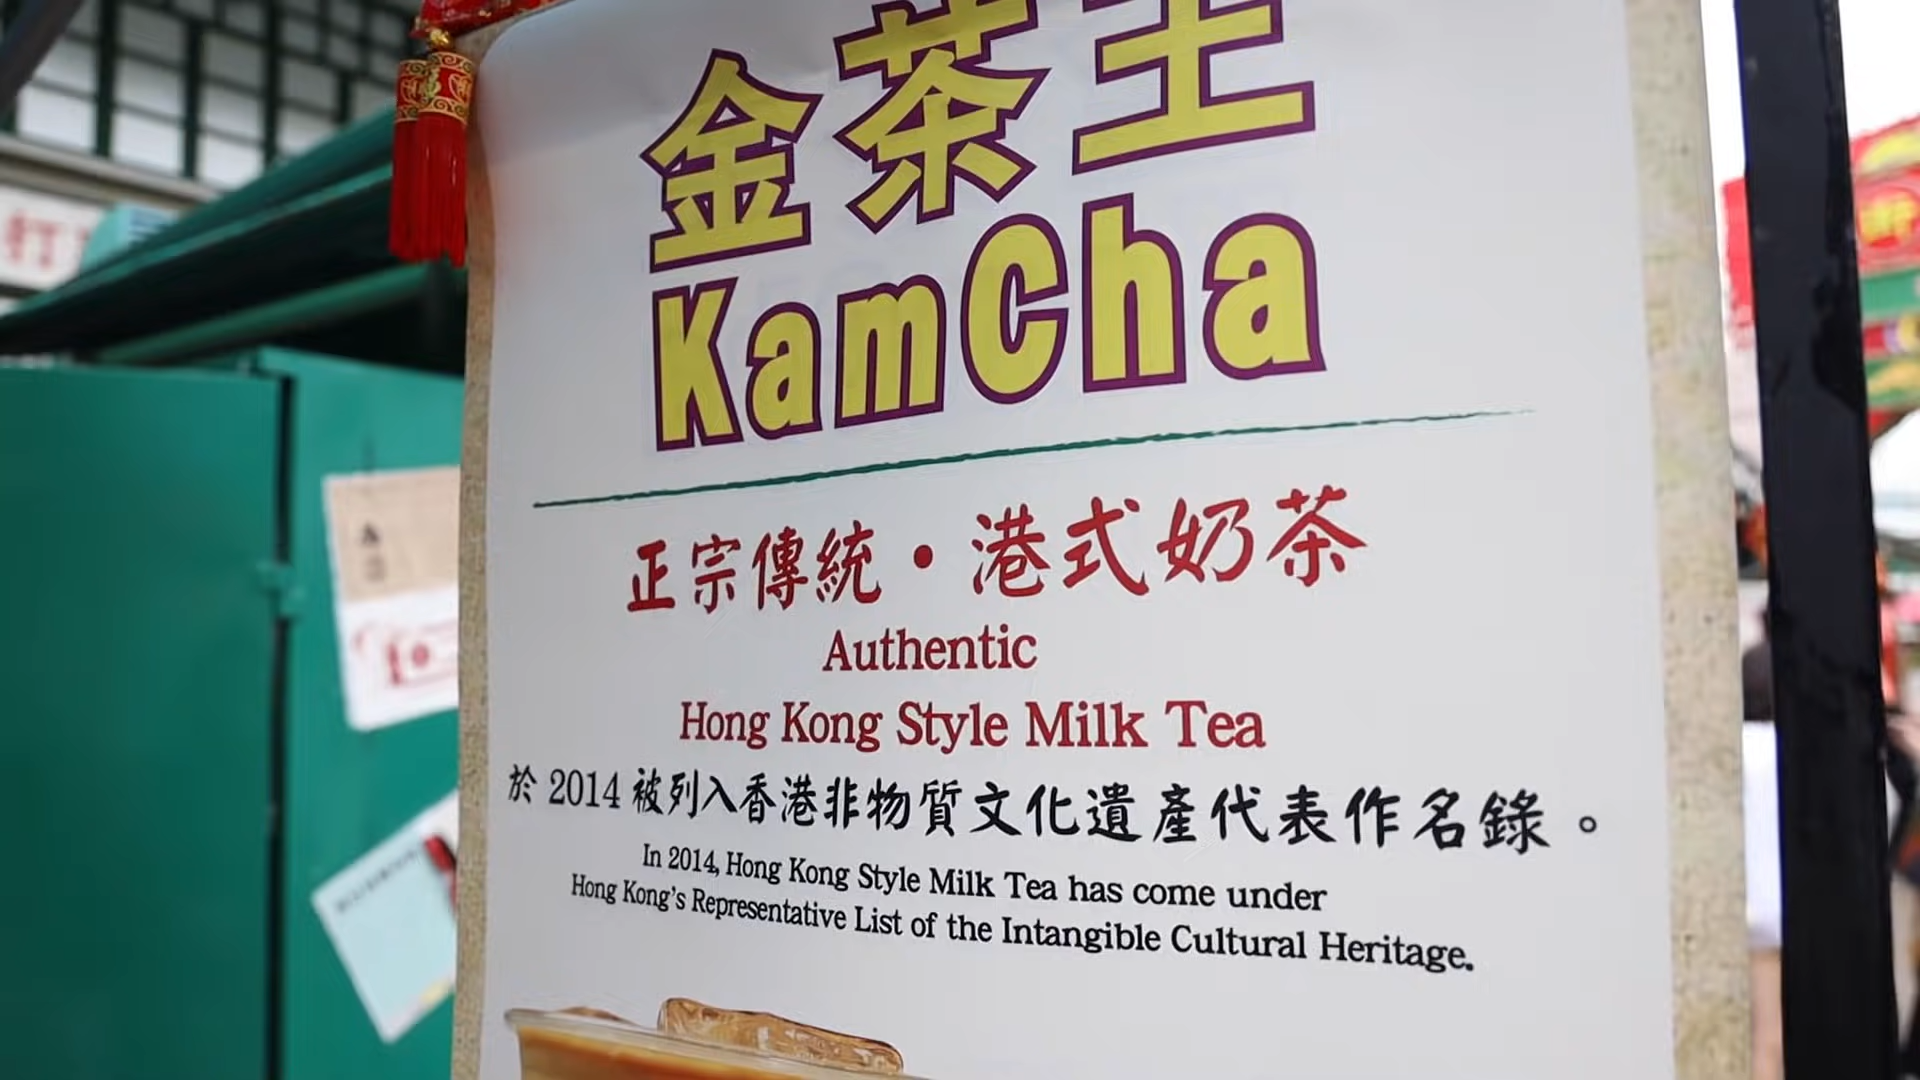 金茶王
KamCha
正宗傳統・港式奶茶
Authentic
Hong Kong Style Milk Tea
於 2014 被列入香港非物質文化遺產代表作名錄。
In 2014, Hong Kong Style Milk Tea has come under
Hong Kong's Representative List of the Intangible Cultural Heritage.